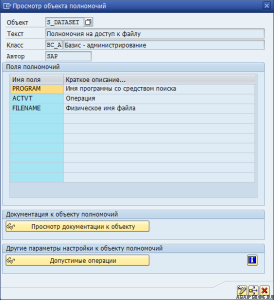 Просмотр объекта полномочий
Объект S_DATASET
Текст Полномочия на доступ к файлу
Класс BC_A Базис - администрирование
Автор SAP
Поля полномочий
Имя поля Краткое описание...
PROGRAM Имя программы со средством поиска
ACTVT Операция
FILENAME Физическое имя файла
Документация к объекту полномочий
Просмотр документации к объекту
Другие параметры настройки к объекту полномочий
Допустимые операции